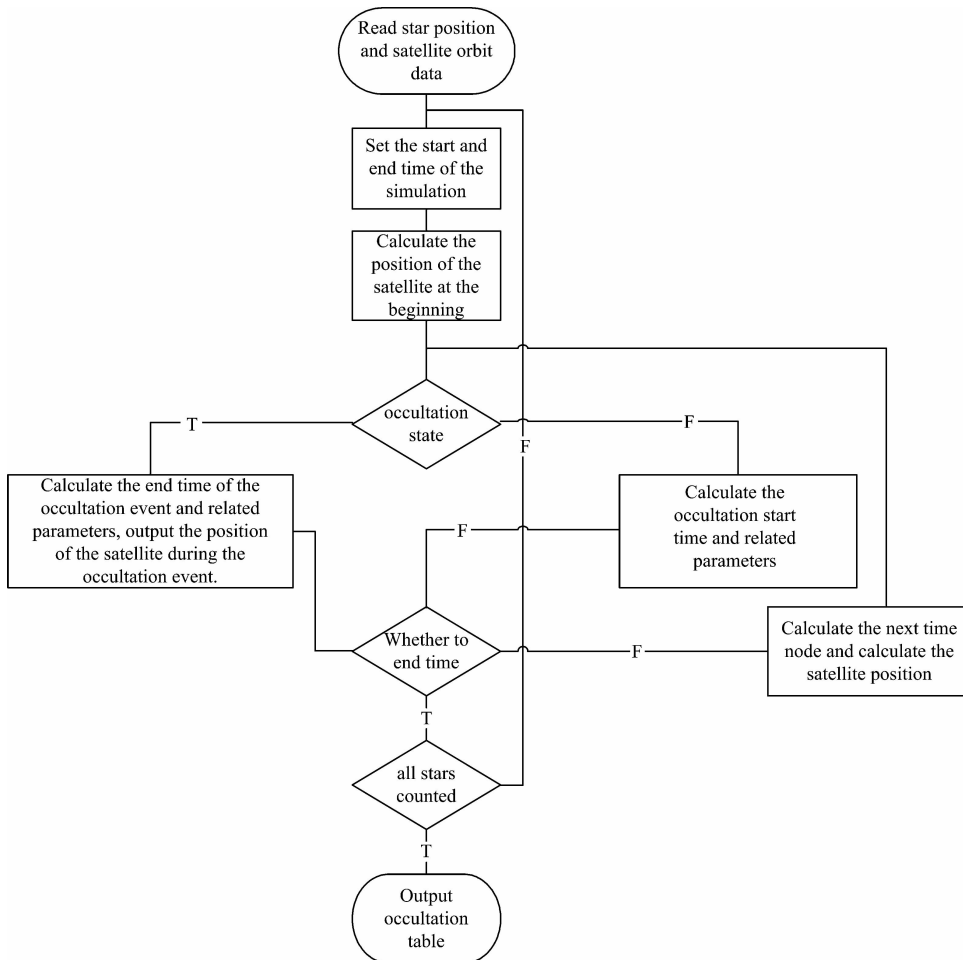 Read star position
and satellite orbit
data
Set the start and
end time of the
simulation
Calculate the
position of the
satellite at the
beginning
occultation
state
T
F
F
Calculate the end time of the
occultation event and related
parameters, output the position
of the satellite during the
occultation event.
Calculate the
occultation start
time and related
parameters
F
Whether to
end time
F
Calculate the next time
node and calculate the
satellite position
T
all stars
counted
T
Output
occultation
table